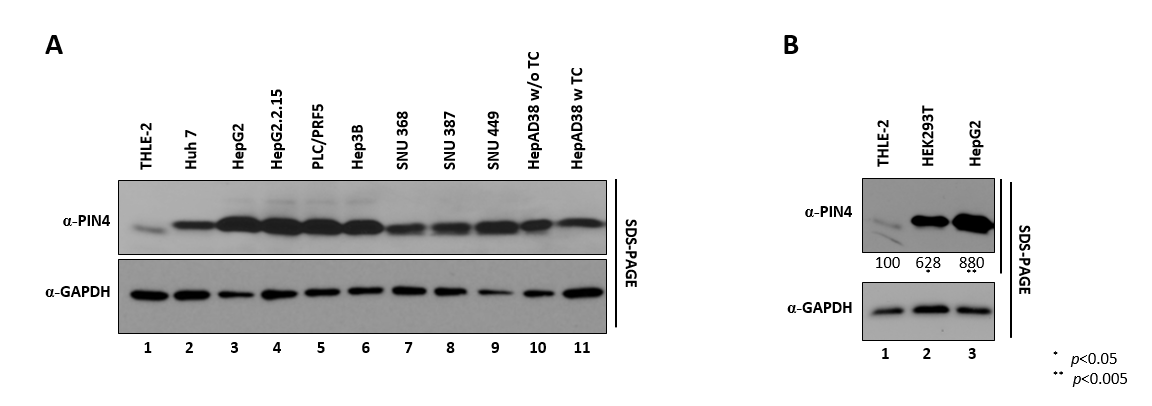 A
THLE-2
Huh 7
HepG2
HepG2.2.15
PLC/PRF5
Hep3B
SNU 368
SNU 387
SNU 449
HepAD38 w/o TC
HepAD38 w TC
α-PIN4
α-GAPDH
SDS-PAGE
1 2 3 4 5 6 7 8 9 10 11
B
THLE-2
HEK293T
HepG2
α-PIN4
100 628 880
* **
α-GAPDH
SDS-PAGE
1 2 3
* p<0.05
** p<0.005